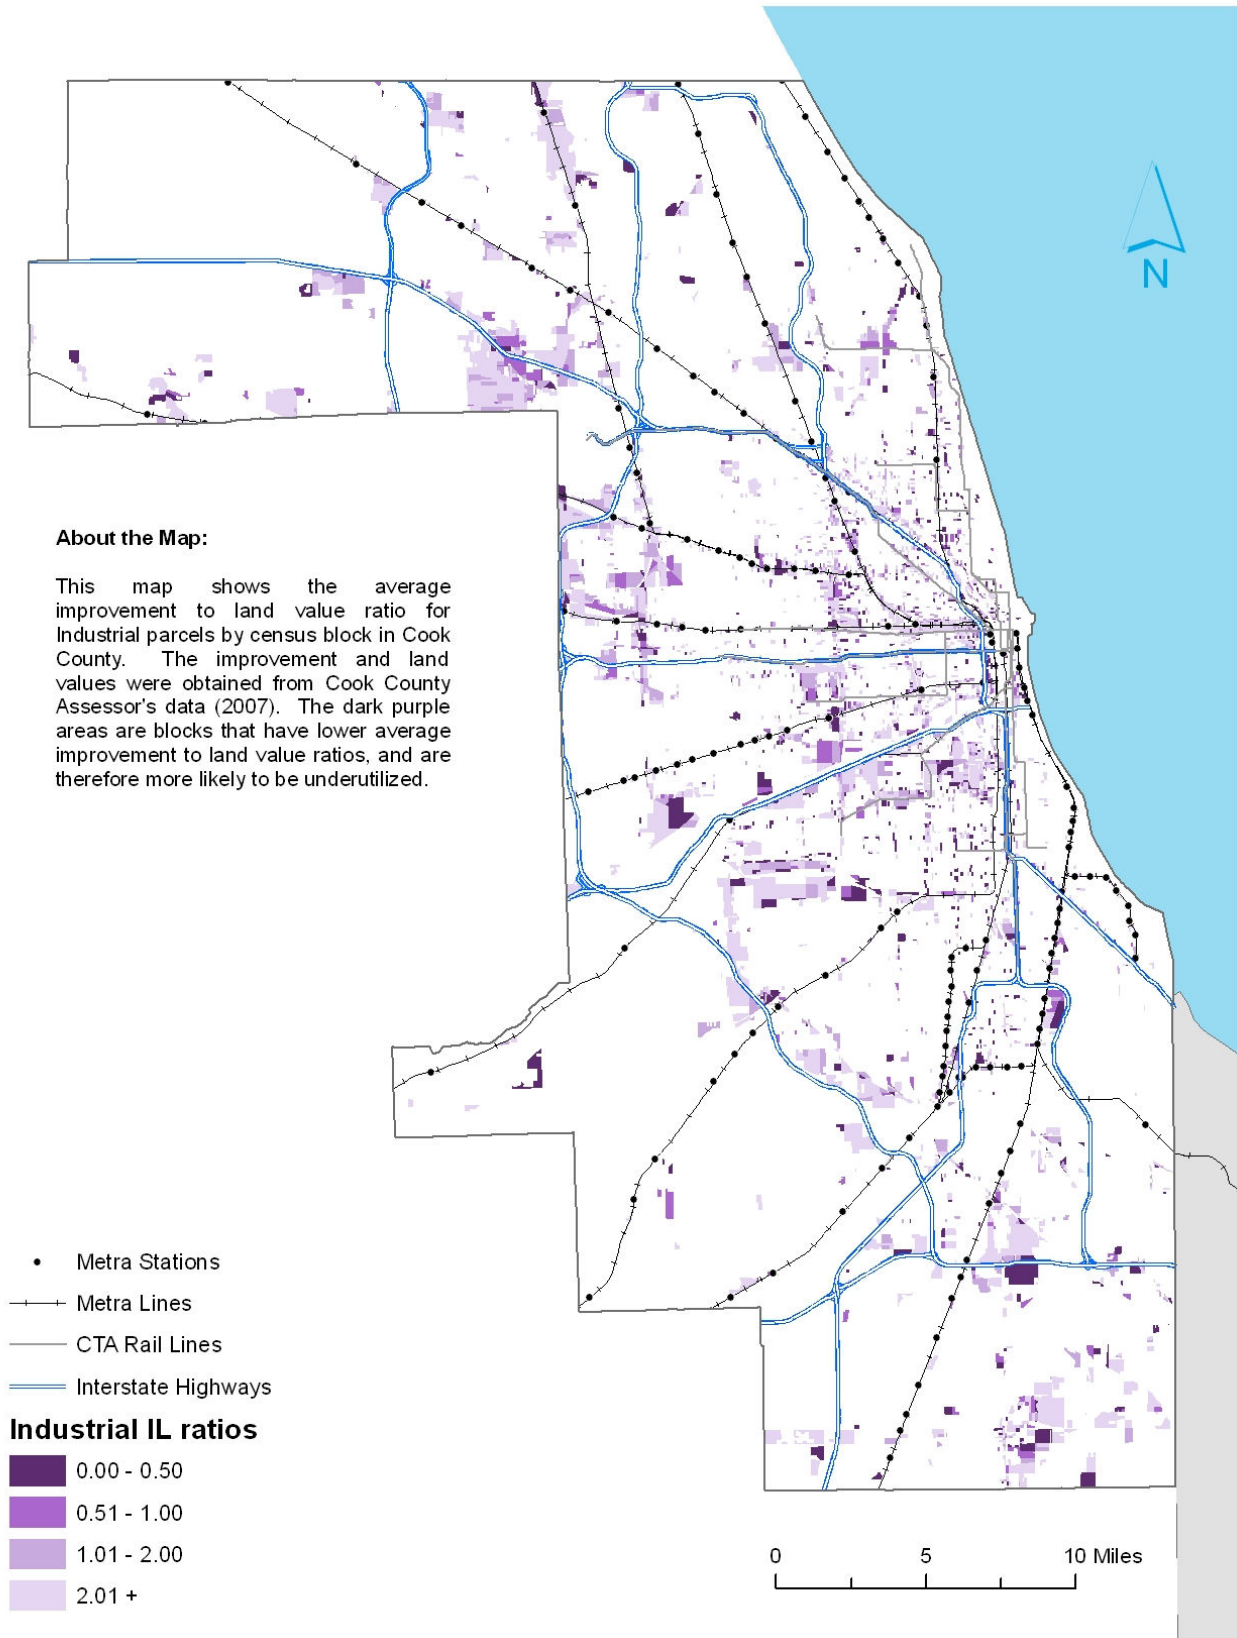 N
About the Map:
This map shows the average
improvement to land value ratio for
Industrial parcels by census block in Cook
County. The improvement and land
values were obtained from Cook County
Assessor's data (2007). The dark purple
areas are blocks that have lower average
improvement to land value ratios, and are
therefore more likely to be underutilized.
Metra Stations
Metra Lines
CTA Rail Lines
Interstate Highways
Industrial IL ratios
0.00 - 0.50
0.51 - 1.00
1.01 - 2.00
2.01 +
0 5 10 Miles